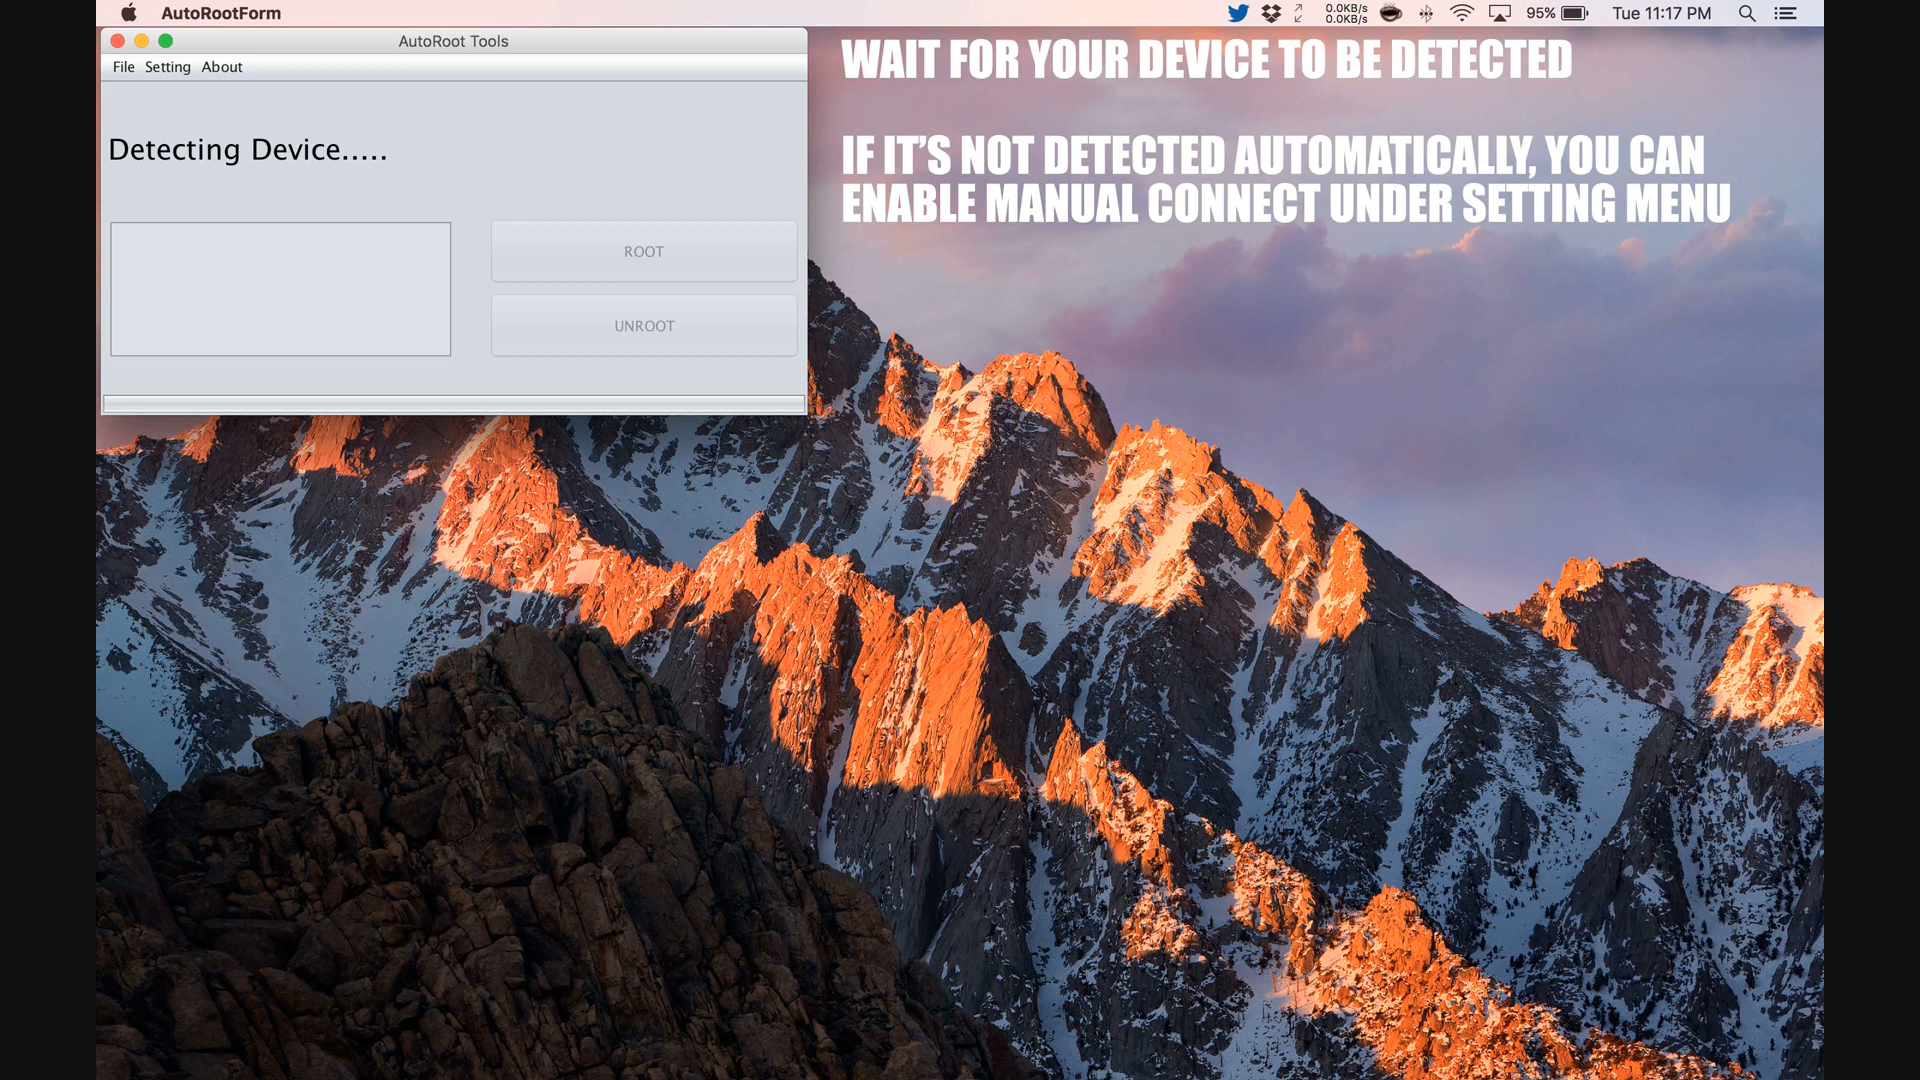 AutoRootForm
0.0KB/s
0.0KB/s
95%
Tue 11:17 PM
AutoRoot Tools
File Setting About
Detecting Device.....
ROOT
UNROOT
WAIT FOR YOUR DEVICE TO BE DETECTED
IF IT'S NOT DETECTED AUTOMATICALLY, YOU CAN
ENABLE MANUAL CONNECT UNDER SETTING MENU